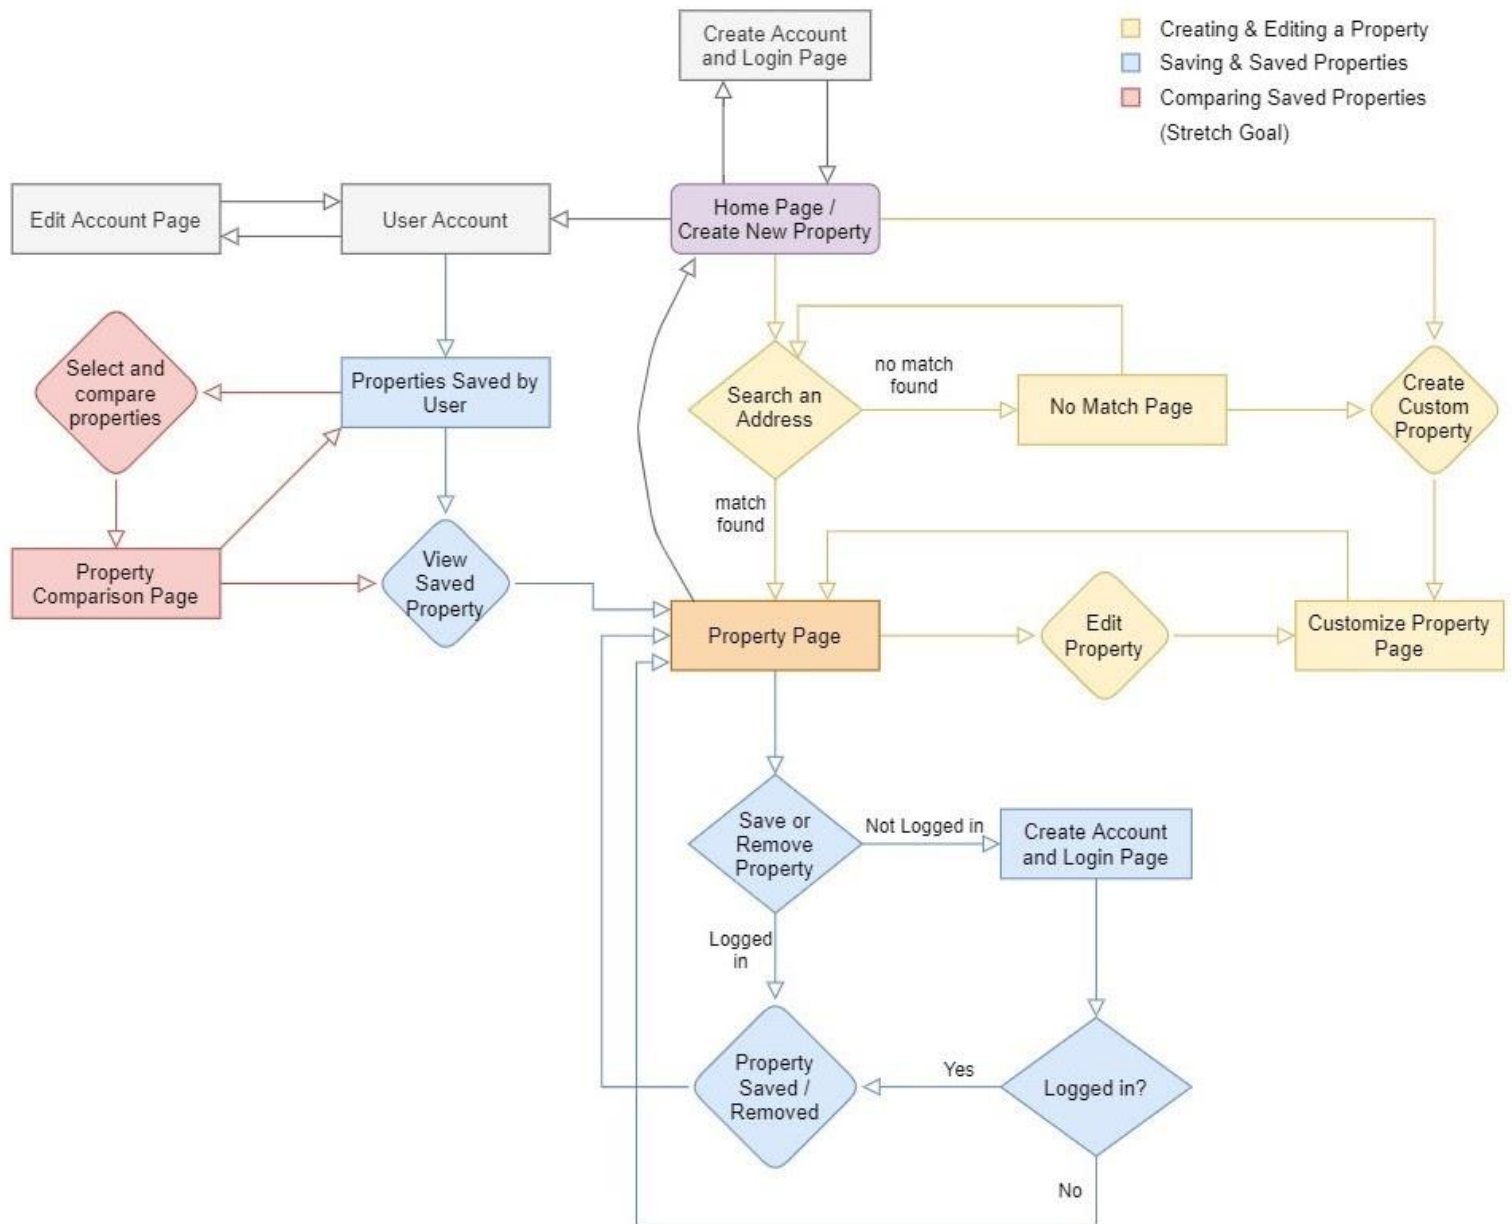 Create Account
and Login Page
Creating & Editing a Property
Saving & Saved Properties
Comparing Saved Properties
(Stretch Goal)
Edit Account Page
User Account
Home Page /
Create New Property
Select and
compare
properties
Properties Saved by
User
Search an
Address
no match
found
No Match Page
Create
Custom
Property
match
found
Property
Comparison Page
View
Saved
Property
Property Page
Edit
Property
Customize Property
Page
Save or
Remove
Property
Not Logged in
Create Account
and Login Page
Logged
in
Property
Saved /
Removed
Yes
Logged in?
No